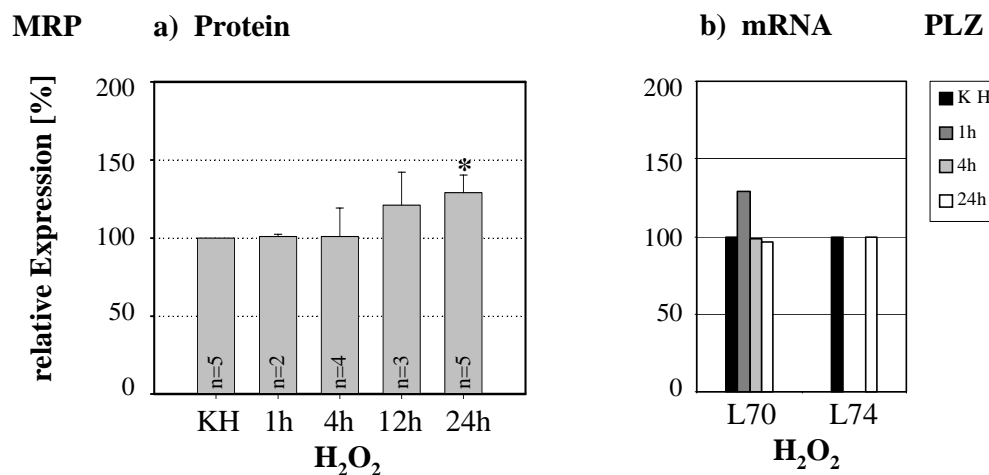 MRP a) Protein b) mRNA PLZ
relative Expression [%]
200
150
100
50
0
n=5 n=2 n=4 n=3 n=5
*
KH 1h 4h 12h 24h
H₂O₂
200
150
100
50
0
L70 L74
H₂O₂
K H
1h
4h
24h